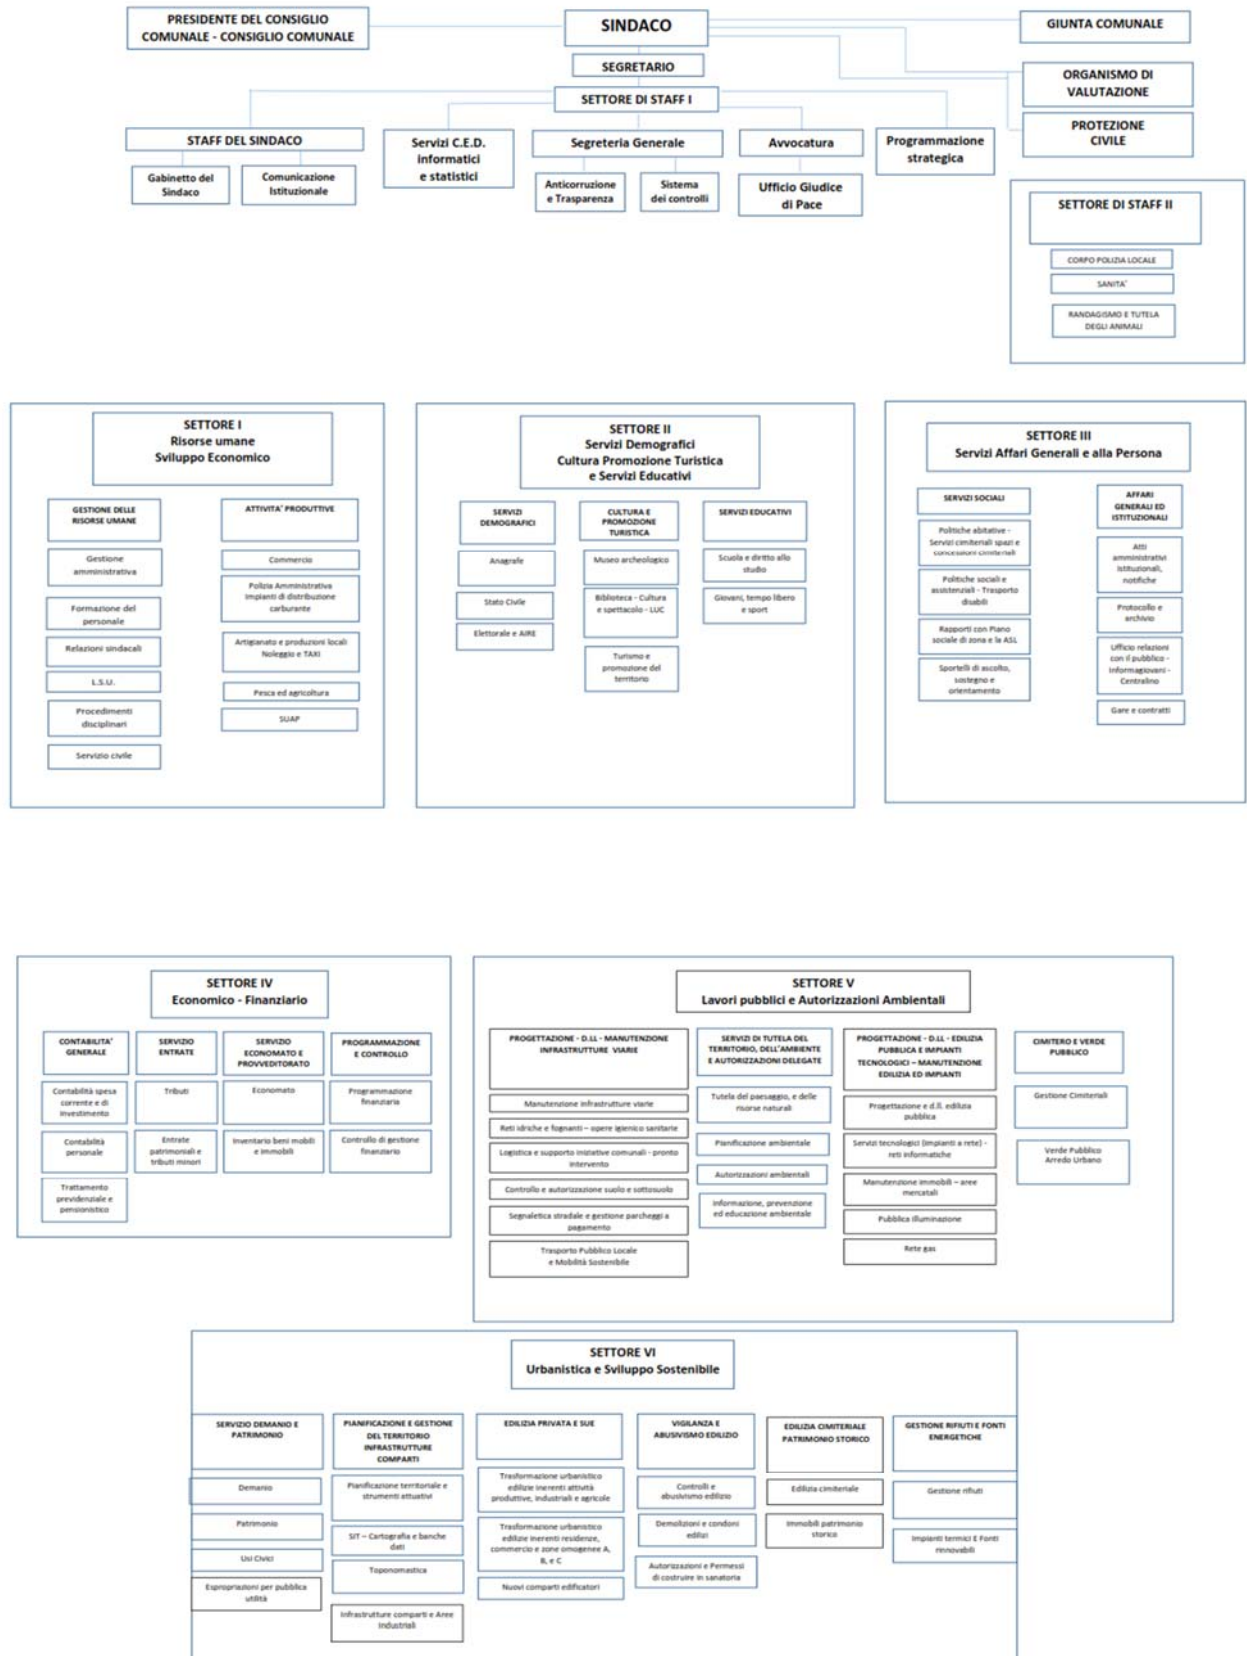 PRESIDENTE DEL CONSIGLIO
COMUNALE - CONSIGLIO COMUNALE
SINDACO
GIUNTA COMUNALE
SEGRETARIO
ORGANISMO DI
VALUTAZIONE
SETTORE DI STAFF I
PROTEZIONE
CIVILE
STAFF DEL SINDACO
Gabinetto del
Sindaco
Comunicazione
Istituzionale
Servizi C.E.D.
informatici
e statistici
Segreteria Generale
Anticorruzione
e Trasparenza
Sistema
dei controlli
Avvocatura
Ufficio Giudice
di Pace
Programmazione
strategica
SETTORE DI STAFF II
CORPO POLIZIA LOCALE
SANITA'
RANDAGISMO E TUTELA
DEGLI ANIMALI
SETTORE I
Risorse umane
Sviluppo Economico
GESTIONE DELLE
RISORSE UMANE
Gestione
amministrativa
Formazione del
personale
Relazioni sindacali
L.S.U.
Procedimenti
disciplinari
Servizio civile
ATTIVITA' PRODUTTIVE
Commercio
Polizia Amministrativa
Impianti di distribuzione
carburante
Artigianato e produzioni locali
Noleggio e TAXI
Pesca ed agricoltura
SUAP
SETTORE II
Servizi Demografici
Cultura Promozione Turistica
e Servizi Educativi
SERVIZI
DEMOGRAFICI
Anagrafe
Stato Civile
Elettorale e AIRE
CULTURA E
PROMOZIONE
TURISTICA
Museo archeologico
Biblioteca - Cultura
e spettacolo - LUC
Turismo e
promozione del
territorio
SERVIZI EDUCATIVI
Scuola e diritto allo
studio
Giovani, tempo libero
e sport
SETTORE III
Servizi Affari Generali e alla Persona
SERVIZI SOCIALI
Politiche abitative -
Servizi cimiteriali spazi e
concessioni cimiteriali
Politiche sociali e
assistenziali - Trasporto
disabili
Rapporti con Piano
sociale di zona e la ASL
Sportelli di ascolto,
sostegno e
orientamento
AFFARI
GENERALI ED
ISTITUZIONALI
Atti
amministrativi
istituzionali,
notifiche
Protocollo e
archivio
Ufficio relazioni
con il pubblico -
Informagiovani -
Centralino
Gare e contratti
SETTORE IV
Economico - Finanziario
CONTABILITA'
GENERALE
Contabilità spesa
corrente e di
investimento
Contabilità
personale
Trattamento
previdenziale e
pensionistico
SERVIZIO
ENTRATE
Tributi
Entrate
patrimoniali e
tributi minori
SERVIZIO
ECONOMATO E
PROVVEDITORATO
Economato
Inventario beni mobili
e immobili
PROGRAMMAZIONE
E CONTROLLO
Programmazione
finanziaria
Controllo di gestione
finanziario
SETTORE V
Lavori pubblici e Autorizzazioni Ambientali
PROGETTAZIONE - D.LL - MANUTENZIONE
INFRASTRUTTURE VIARIE
Manutenzione infrastrutture viarie
Reti idriche e fognanti – opere igienico sanitarie
Logistica e supporto iniziative comunali - pronto
intervento
Controllo e autorizzazione suolo e sottosuolo
Segnaletica stradale e gestione parcheggi a
pagamento
Trasporto Pubblico Locale
e Mobilità Sostenibile
SERVIZI DI TUTELA DEL
TERRITORIO, DELL'AMBIENTE
E AUTORIZZAZIONI DELEGATE
Tutela del paesaggio, e delle
risorse naturali
Pianificazione ambientale
Autorizzazioni ambientali
Informazione, prevenzione
ed educazione ambientale
PROGETTAZIONE - D.LL - EDILIZIA
PUBBLICA E IMPIANTI
TECNOLOGICI – MANUTENZIONE
EDILIZIA ED IMPIANTI
Progettazione e d.ll. edilizia
pubblica
Servizi tecnologici (impianti a rete) -
reti informatiche
Manutenzione immobili – aree
mercatali
Pubblica illuminazione
Rete gas
CIMITERO E VERDE
PUBBLICO
Gestione Cimiteriali
Verde Pubblico
Arredo Urbano
SETTORE VI
Urbanistica e Sviluppo Sostenibile
SERVIZIO DEMANIO E
PATRIMONIO
Demanio
Patrimonio
Usi Civici
Espropriazioni per pubblica
utilità
PIANIFICAZIONE E GESTIONE
DEL TERRITORIO
INFRASTRUTTURE
COMPARTI
Pianificazione territoriale e
strumenti attuativi
SIT – Cartografia e banche
dati
Toponomastica
Infrastrutture comparti e Aree
Industriali
EDILIZIA PRIVATA E SUE
Trasformazione urbanistico
edilizie inerenti attività
produttive, industriali e agricole
Trasformazione urbanistico
edilizie inerenti residenze,
commercio e zone omogenee A,
B, e C
Nuovi comparti edificatori
VIGILANZA E
ABUSIVISMO EDILIZIO
Controlli e
abusivismo edilizio
Demolizioni e condoni
edilizi
Autorizzazioni e Permessi
di costruire in sanatoria
EDILIZIA CIMITERIALE
PATRIMONIO STORICO
Edilizia cimiteriale
Immobili patrimonio
storico
GESTIONE RIFIUTI E FONTI
ENERGETICHE
Gestione rifiuti
Impianti termici E Fonti
rinnovabili